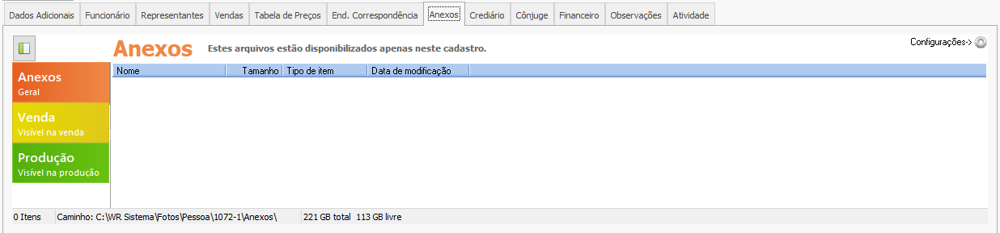 Dados Adicionais Funcionário Representantes Vendas Tabela de Preços End. Correspondência Anexos Crediário Cônjuge Financeiro Observações Atividade
Anexos Estes arquivos estão disponibilizados apenas neste cadastro. Configurações->
Nome Tamanho Tipo de item Data de modificação
Anexos
Geral
Venda
Visível na venda
Produção
Visível na produção
0 Itens Caminho: C:\WR Sistema\Fotos\Pessoa\1072-1\Anexos\ 221 GB total 113 GB livre